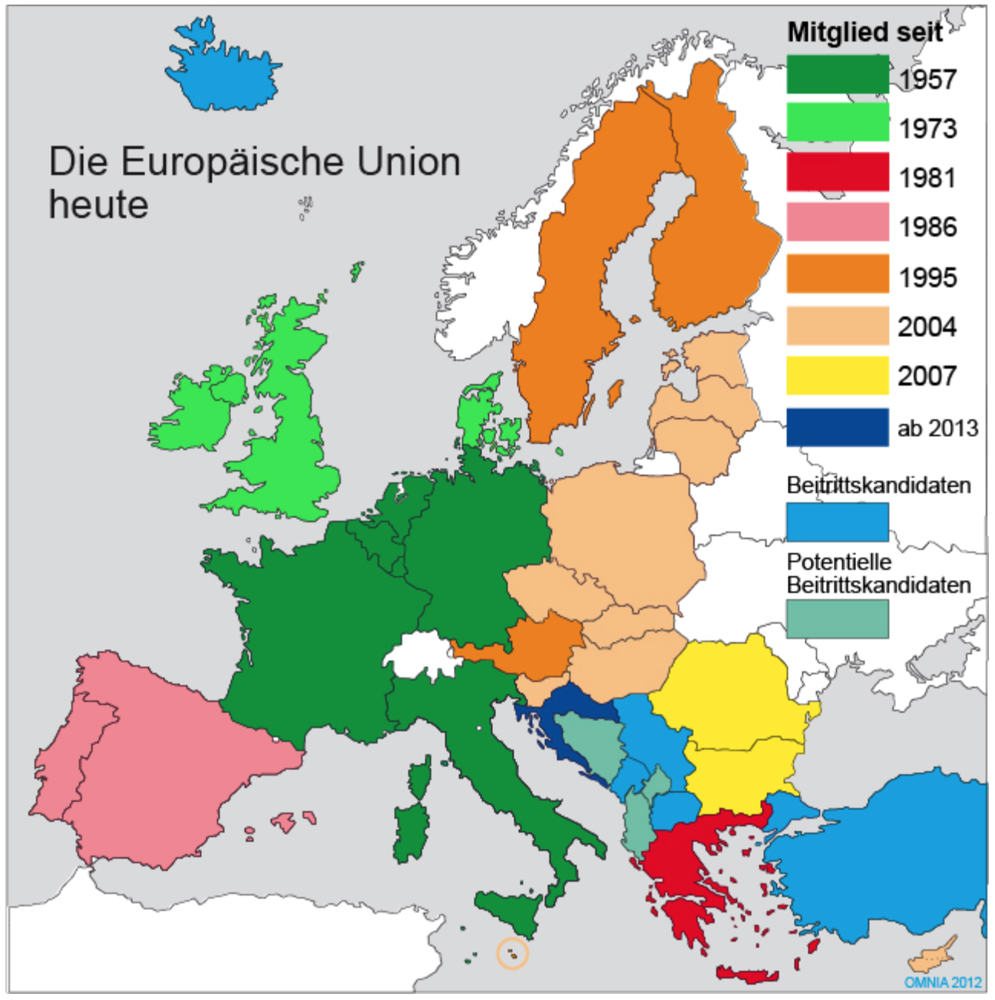 Die Europäische Union
heute
Mitglied seit
1957
1973
1981
1986
1995
2004
2007
ab 2013
Beitrittskandidaten
Potentielle
Beitrittskandidaten
OMNIA 2012